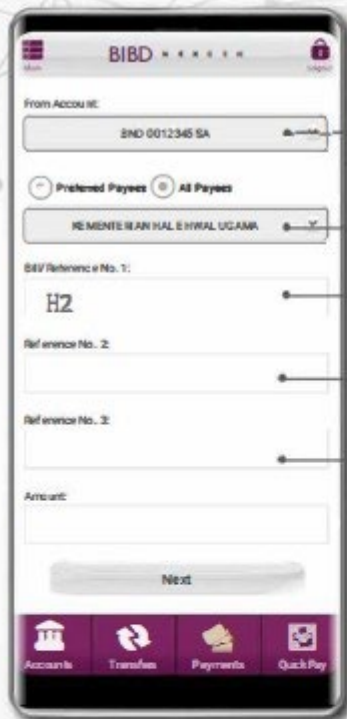 BIBD
Logout
From Account:
BND 0012345 SA
Preferred Payees All Payees
KEMENTERIAN HAL EHWAL UGAMA
Bill/Reference No. 1:
H2
Reference No. 2:
Reference No. 3:
Amount:
Next
Accounts Transfers Payments Quick Pay